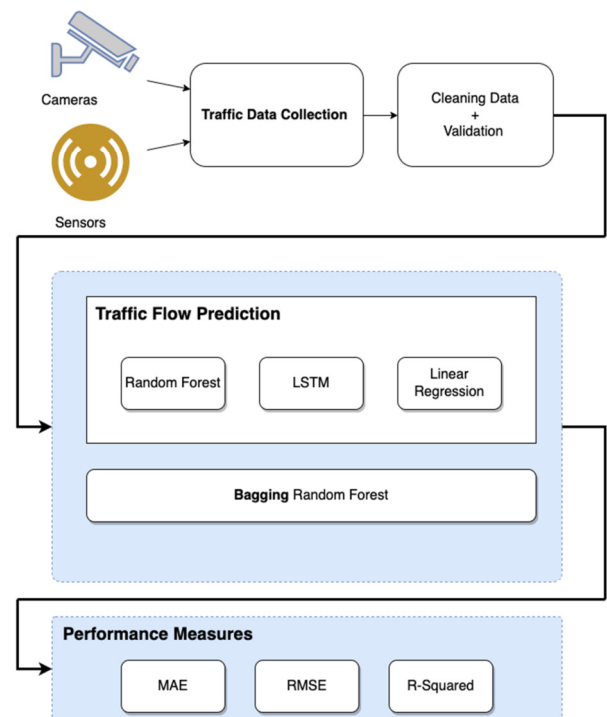 Cameras
Sensors
Traffic Data Collection
Cleaning Data
+
Validation
Traffic Flow Prediction
Random Forest
LSTM
Linear
Regression
Bagging Random Forest
Performance Measures
MAE
RMSE
R-Squared